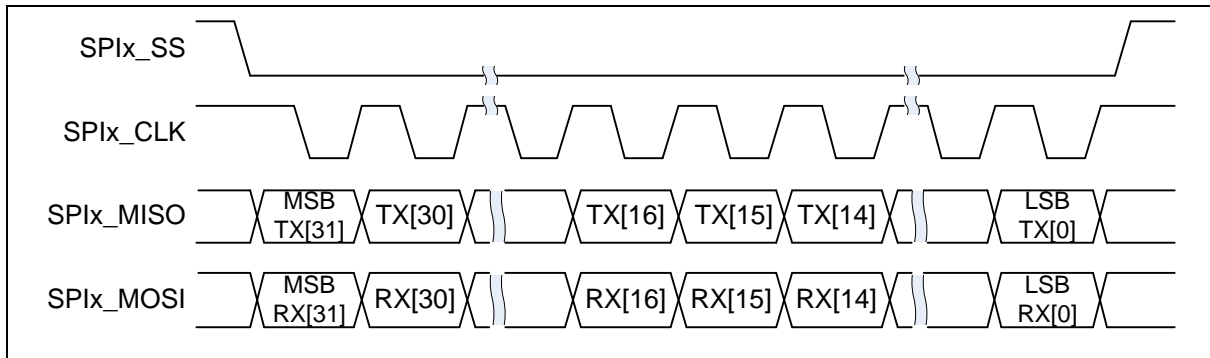 SPIx_SS
SPIx_CLK
SPIx_MISO
MSB
TX[31]
TX[30]
TX[16]
TX[15]
TX[14]
LSB
TX[0]
SPIx_MOSI
MSB
RX[31]
RX[30]
RX[16]
RX[15]
RX[14]
LSB
RX[0]